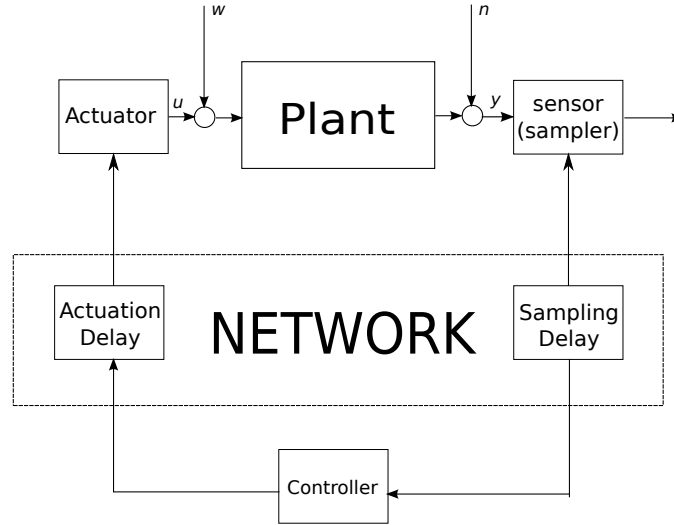 w
n
Actuator
u
Plant
y
sensor
(sampler)
Actuation
Delay
NETWORK
Sampling
Delay
Controller